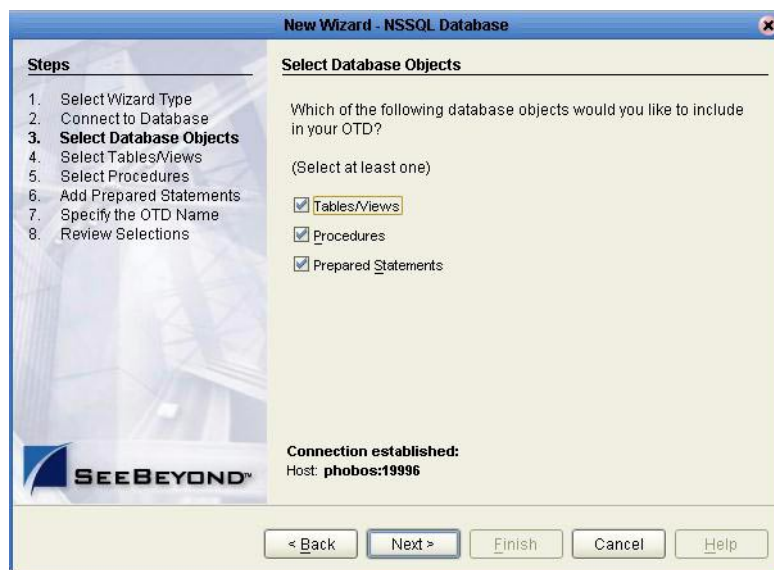 New Wizard - NSSQL Database
Steps
1. Select Wizard Type
2. Connect to Database
3. Select Database Objects
4. Select Tables/Views
5. Select Procedures
6. Add Prepared Statements
7. Specify the OTD Name
8. Review Selections
SEEBEYOND™
Select Database Objects
Which of the following database objects would you like to include
in your OTD?
(Select at least one)
Tables/Views
Procedures
Prepared Statements
Connection established:
Host: phobos:19996
< Back
Next >
Finish
Cancel
Help